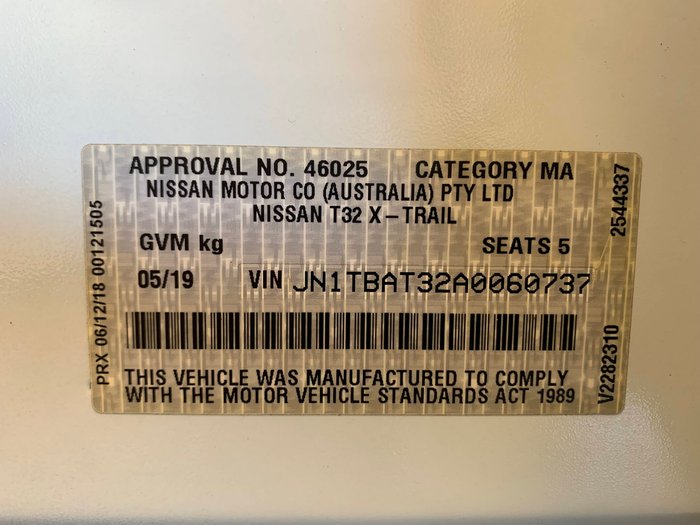 APPROVAL NO. 46025 CATEGORY MA
NISSAN MOTOR CO (AUSTRALIA) PTY LTD
NISSAN T32 X-TRAIL
GVM kg SEATS 5
05/19 VIN JN1TBAT32A0060737
THIS VEHICLE WAS MANUFACTURED TO COMPLY
WITH THE MOTOR VEHICLE STANDARDS ACT 1989
PRX 06/12/18 00121505
2544337
V2282310